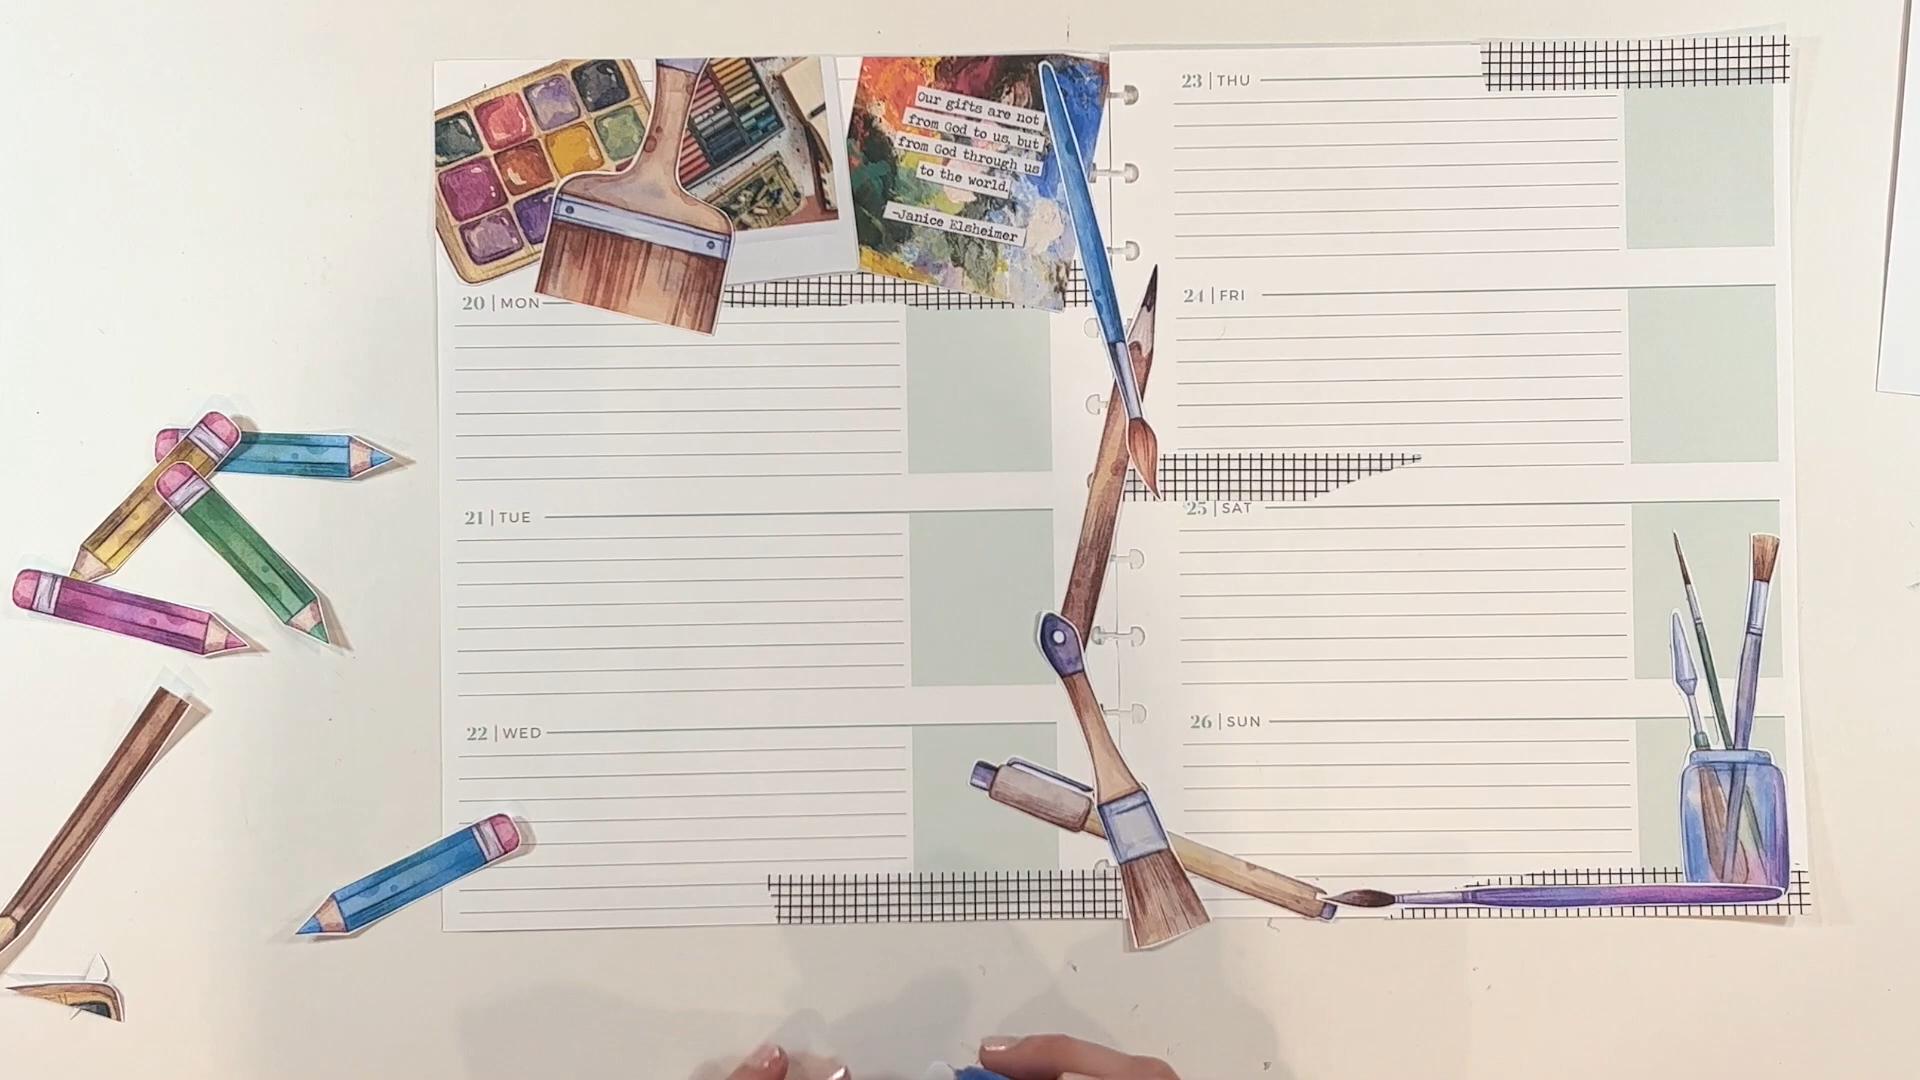 Our gifts are not
from God to us, but
from God through us
to the world.
-Janice Elsheimer
20 | MON
21 | TUE
22 | WED
23 | THU
24 | FRI
25 | SAT
26 | SUN